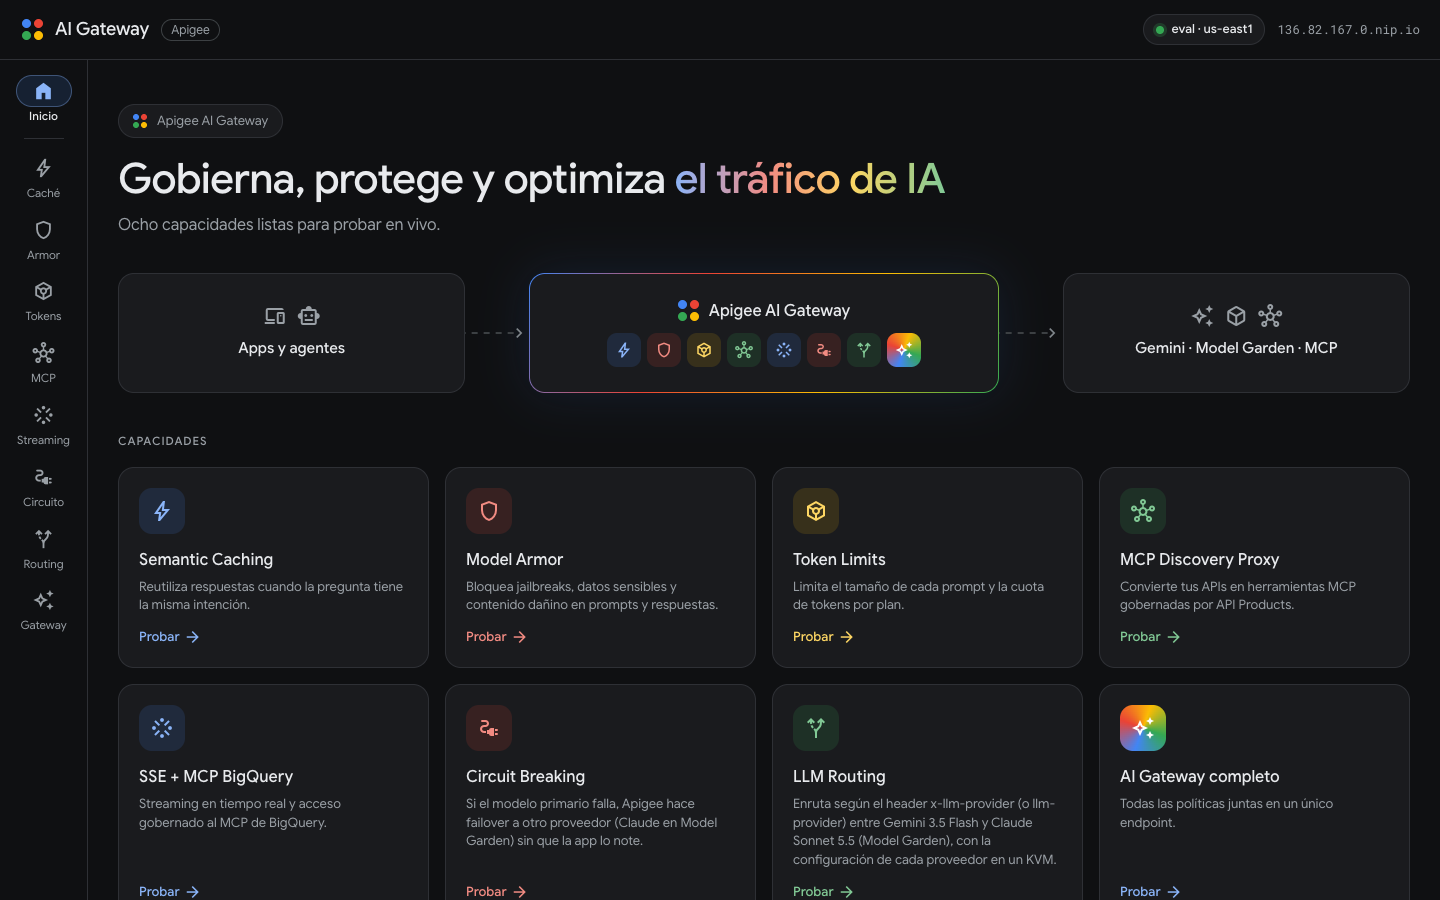 AI Gateway
Apigee
eval · us-east1
136.82.167.0.nip.io
Inicio
Caché
Armor
Tokens
MCP
Streaming
Circuito
Routing
Gateway
Apigee AI Gateway
Gobierna, protege y optimiza el tráfico de IA
Ocho capacidades listas para probar en vivo.
Apps y agentes
Apigee AI Gateway
Gemini · Model Garden · MCP
CAPACIDADES
Semantic Caching
Reutiliza respuestas cuando la pregunta tiene
la misma intención.
Probar
Model Armor
Bloquea jailbreaks, datos sensibles y
contenido dañino en prompts y respuestas.
Probar
Token Limits
Limita el tamaño de cada prompt y la cuota
de tokens por plan.
Probar
MCP Discovery Proxy
Convierte tus APIs en herramientas MCP
gobernadas por API Products.
Probar
SSE + MCP BigQuery
Streaming en tiempo real y acceso
gobernado al MCP de BigQuery.
Probar
Circuit Breaking
Si el modelo primario falla, Apigee hace
failover a otro proveedor (Claude en Model
Garden) sin que la app lo note.
Probar
LLM Routing
Enruta según el header x-llm-provider (o llm-
provider) entre Gemini 3.5 Flash y Claude
Sonnet 5.5 (Model Garden), con la
configuración de cada proveedor en un KVM.
Probar
AI Gateway completo
Todas las políticas juntas en un único
endpoint.
Probar